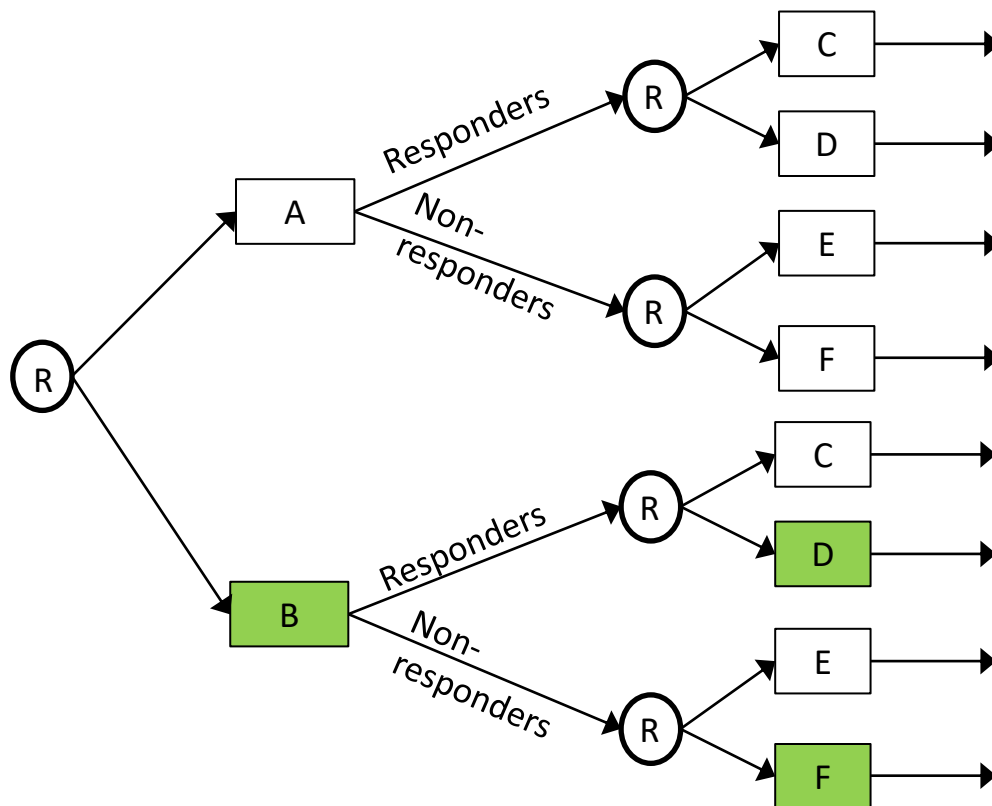 C
R
Responders
D
A
Non-
responders
E
R
F
R
C
R
Responders
D
B
Non-
responders
E
R
F